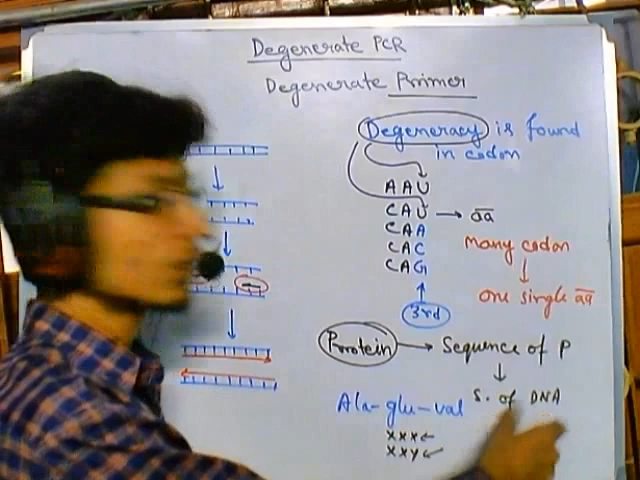 Degenerate PCR
Degenerate Primer
Degeneracy is found
in codon
AAU
CAU → aa
CAA
CAC
CAG
many codon
one single aa
3rd
Protein → Sequence of P
S. of DNA
Ala-glu-val
xxx
xxy